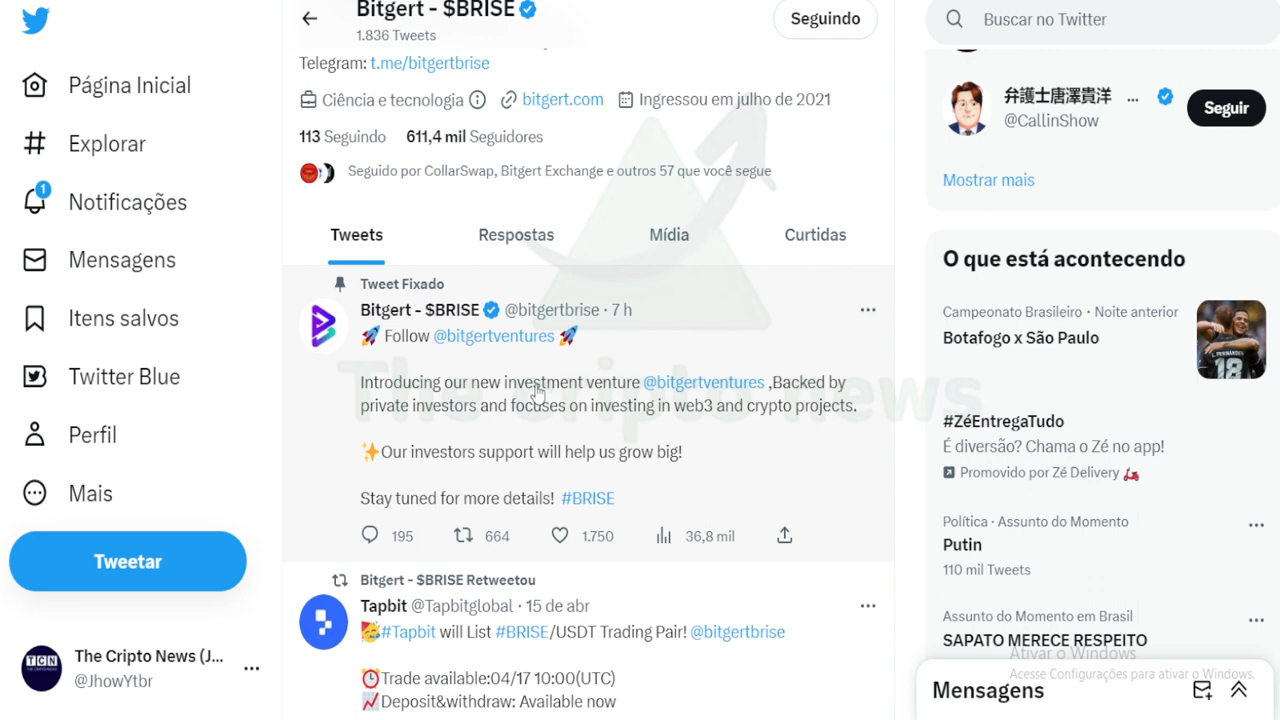 Página Inicial
Explorar
1
Notificações
Mensagens
Itens salvos
Twitter Blue
Perfil
Mais
Tweetar
TCN
The Cripto News (J...
@JhowYtbr
Bitgert - $BRISE
1.836 Tweets
Seguindo
Telegram: t.me/bitgertbrise
Ciência e tecnologia bitgert.com Ingressou em julho de 2021
113 Seguindo 611,4 mil Seguidores
Seguido por CollarSwap, Bitgert Exchange e outros 57 que você segue
Tweets Respostas Mídia Curtidas
Tweet Fixado
Bitgert - $BRISE @bitgertbrise · 7 h
🚀 Follow @bitgertventures 🚀
Introducing our new investment venture @bitgertventures ,Backed by
private investors and focuses on investing in web3 and crypto projects.
✨Our investors support will help us grow big!
Stay tuned for more details! #BRISE
195 664 1.750 36,8 mil
Bitgert - $BRISE Retweetou
Tapbit @Tapbitglobal · 15 de abr
🥳#Tapbit will List #BRISE/USDT Trading Pair! @bitgertbrise
⏰Trade available:04/17 10:00(UTC)
📈Deposit&withdraw: Available now
The Cripto News
Buscar no Twitter
弁護士唐澤貴洋 ...
@CallinShow
Seguir
Mostrar mais
O que está acontecendo
Campeonato Brasileiro · Noite anterior
Botafogo x São Paulo
#ZéEntregaTudo
É diversão? Chama o Zé no app!
Promovido por Zé Delivery 🛵
Política · Assunto do Momento
Putin
110 mil Tweets
Assunto do Momento em Brasil
SAPATO MERECE RESPEITO
Ativar o Windows
Acesse Configurações para ativar o Windows.
Mensagens